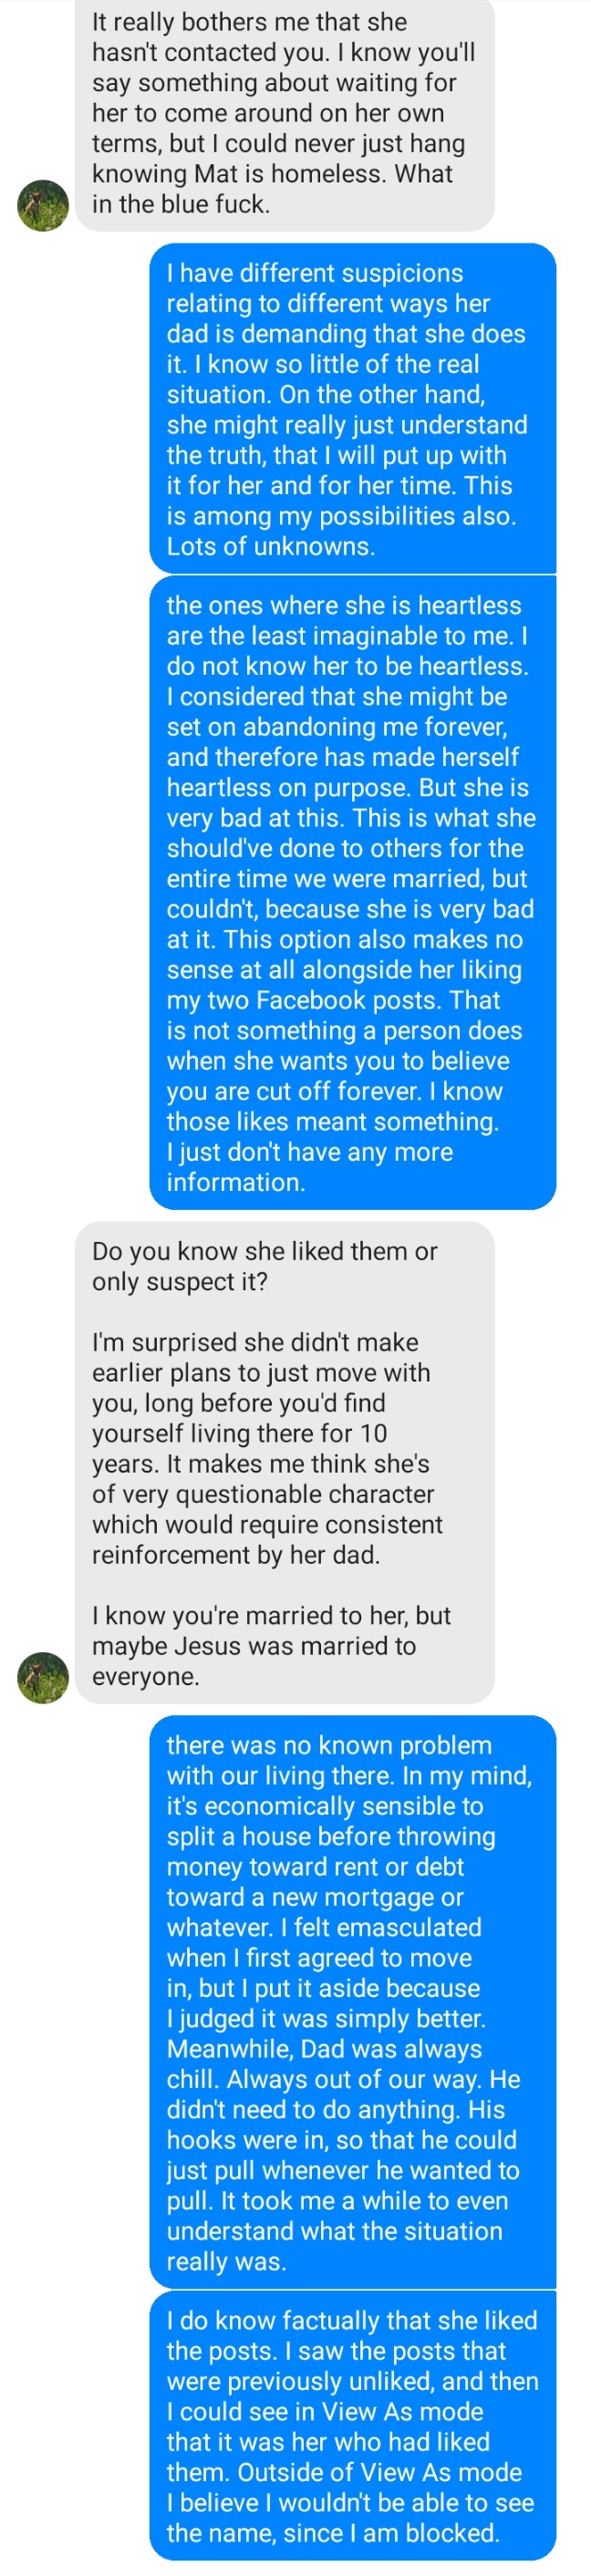 It really bothers me that she
hasn't contacted you. I know you'll
say something about waiting for
her to come around on her own
terms, but I could never just hang
knowing Mat is homeless. What
in the blue fuck.
I have different suspicions
relating to different ways her
dad is demanding that she does
it. I know so little of the real
situation. On the other hand,
she might really just understand
the truth, that I will put up with
it for her and for her time. This
is among my possibilities also.
Lots of unknowns.
the ones where she is heartless
are the least imaginable to me. I
do not know her to be heartless.
I considered that she might be
set on abandoning me forever,
and therefore has made herself
heartless on purpose. But she is
very bad at this. This is what she
should've done to others for the
entire time we were married, but
couldn't, because she is very bad
at it. This option also makes no
sense at all alongside her liking
my two Facebook posts. That
is not something a person does
when she wants you to believe
you are cut off forever. I know
those likes meant something.
I just don't have any more
information.
Do you know she liked them or
only suspect it?
I'm surprised she didn't make
earlier plans to just move with
you, long before you'd find
yourself living there for 10
years. It makes me think she's
of very questionable character
which would require consistent
reinforcement by her dad.
I know you're married to her, but
maybe Jesus was married to
everyone.
there was no known problem
with our living there. In my mind,
it's economically sensible to
split a house before throwing
money toward rent or debt
toward a new mortgage or
whatever. I felt emasculated
when I first agreed to move
in, but I put it aside because
I judged it was simply better.
Meanwhile, Dad was always
chill. Always out of our way. He
didn't need to do anything. His
hooks were in, so that he could
just pull whenever he wanted to
pull. It took me a while to even
understand what the situation
really was.
I do know factually that she liked
the posts. I saw the posts that
were previously unliked, and then
I could see in View As mode
that it was her who had liked
them. Outside of View As mode
I believe I wouldn't be able to see
the name, since I am blocked.